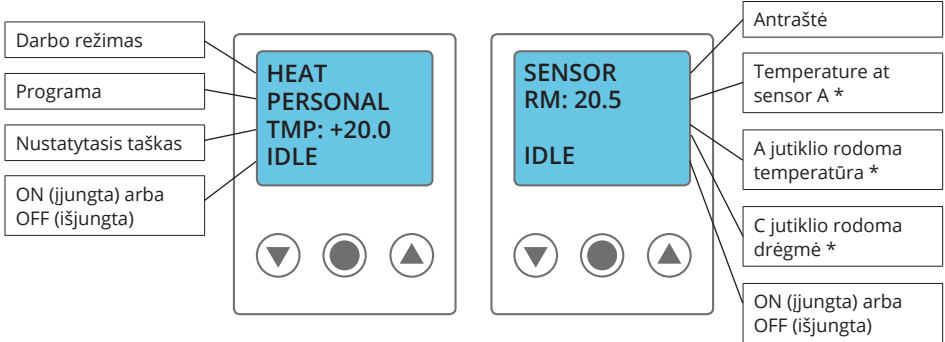 Darbo režimas
Programa
Nustatytasis taškas
ON (įjungta) arba
OFF (išjungta)
HEAT
PERSONAL
TMP: +20.0
IDLE
SENSOR
RM: 20.5
IDLE
Antraštė
Temperature at
sensor A *
A jutiklio rodoma
temperatūra *
C jutiklio rodoma
drėgmė *
ON (įjungta) arba
OFF (išjungta)